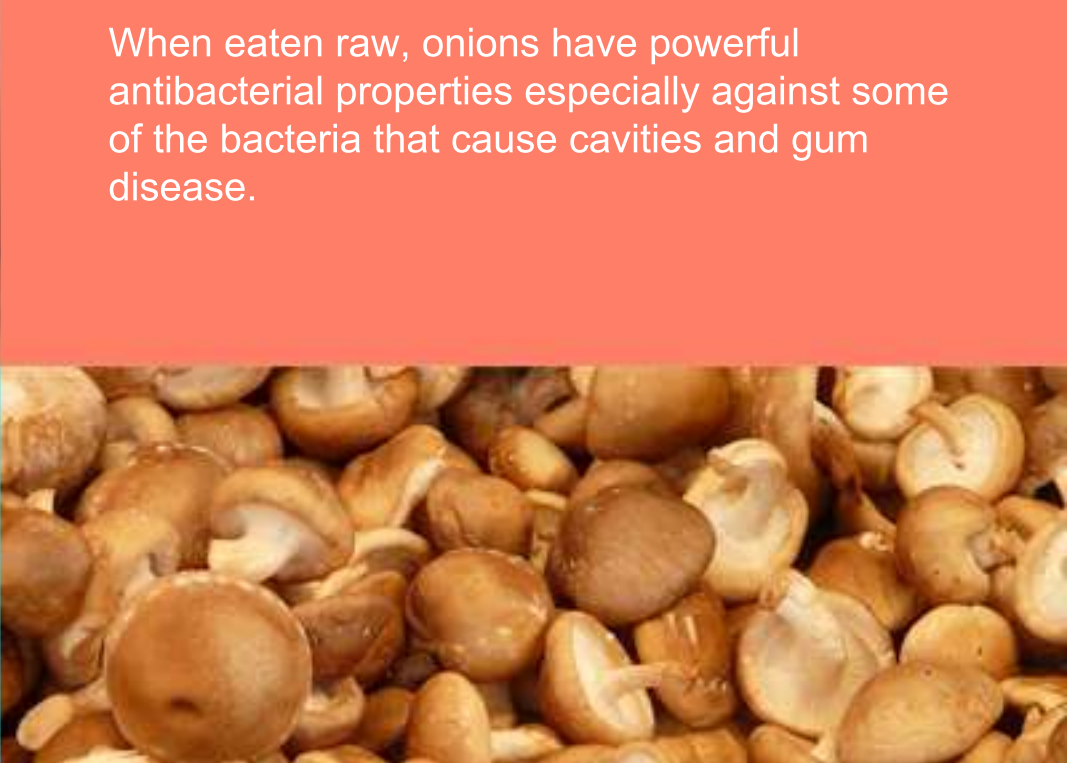 When eaten raw, onions have powerful
antibacterial properties especially against some
of the bacteria that cause cavities and gum
disease.